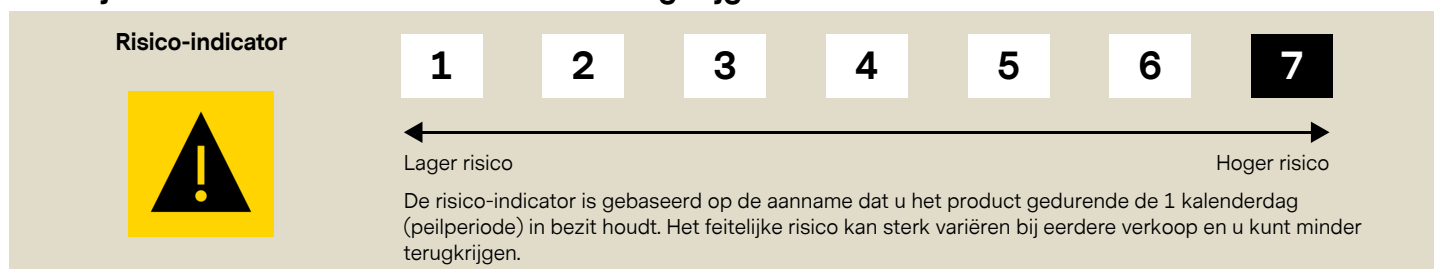 Risico-indicator
1 2 3 4 5 6 7
Lager risico Hoger risico
De risico-indicator is gebaseerd op de aanname dat u het product gedurende de 1 kalenderdag
(peilperiode) in bezit houdt. Het feitelijke risico kan sterk variëren bij eerdere verkoop en u kunt minder
terugkrijgen.